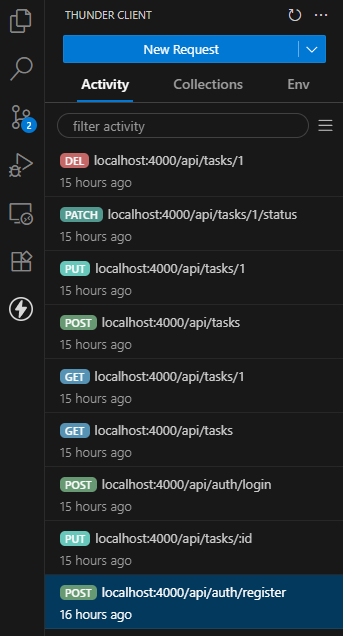 THUNDER CLIENT
New Request
Activity Collections Env
2
filter activity
DEL localhost:4000/api/tasks/1
15 hours ago
PATCH localhost:4000/api/tasks/1/status
15 hours ago
PUT localhost:4000/api/tasks/1
15 hours ago
POST localhost:4000/api/tasks
15 hours ago
GET localhost:4000/api/tasks/1
15 hours ago
GET localhost:4000/api/tasks
15 hours ago
POST localhost:4000/api/auth/login
15 hours ago
PUT localhost:4000/api/tasks/:id
15 hours ago
POST localhost:4000/api/auth/register
16 hours ago